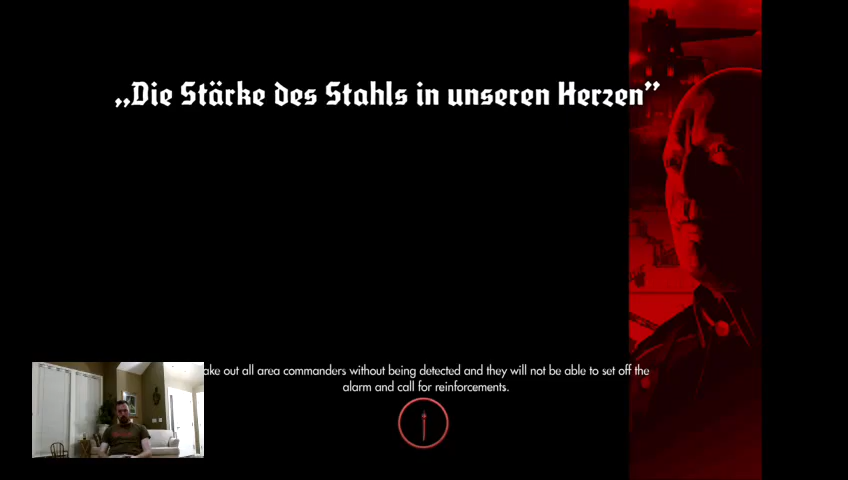 „Die Stärke des Stahls in unseren Herzen”
ake out all area commanders without being detected and they will not be able to set off the
alarm and call for reinforcements.